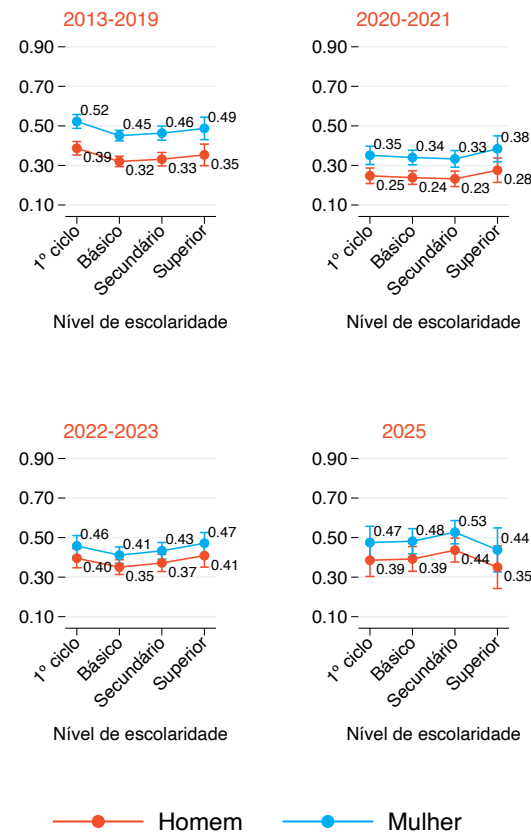 2013-2019
0.90
0.70
0.50
0.30
0.10
0.52
0.45
0.46
0.49
0.39
0.32
0.33
0.35
1º ciclo
Básico
Secundário
Superior
Nível de escolaridade
2020-2021
0.90
0.70
0.50
0.30
0.10
0.35
0.34
0.33
0.38
0.25
0.24
0.23
0.28
1º ciclo
Básico
Secundário
Superior
Nível de escolaridade
2022-2023
0.90
0.70
0.50
0.30
0.10
0.46
0.41
0.43
0.47
0.40
0.35
0.37
0.41
1º ciclo
Básico
Secundário
Superior
Nível de escolaridade
2025
0.90
0.70
0.50
0.30
0.10
0.47
0.48
0.53
0.44
0.39
0.39
0.44
0.35
1º ciclo
Básico
Secundário
Superior
Nível de escolaridade
Homem Mulher